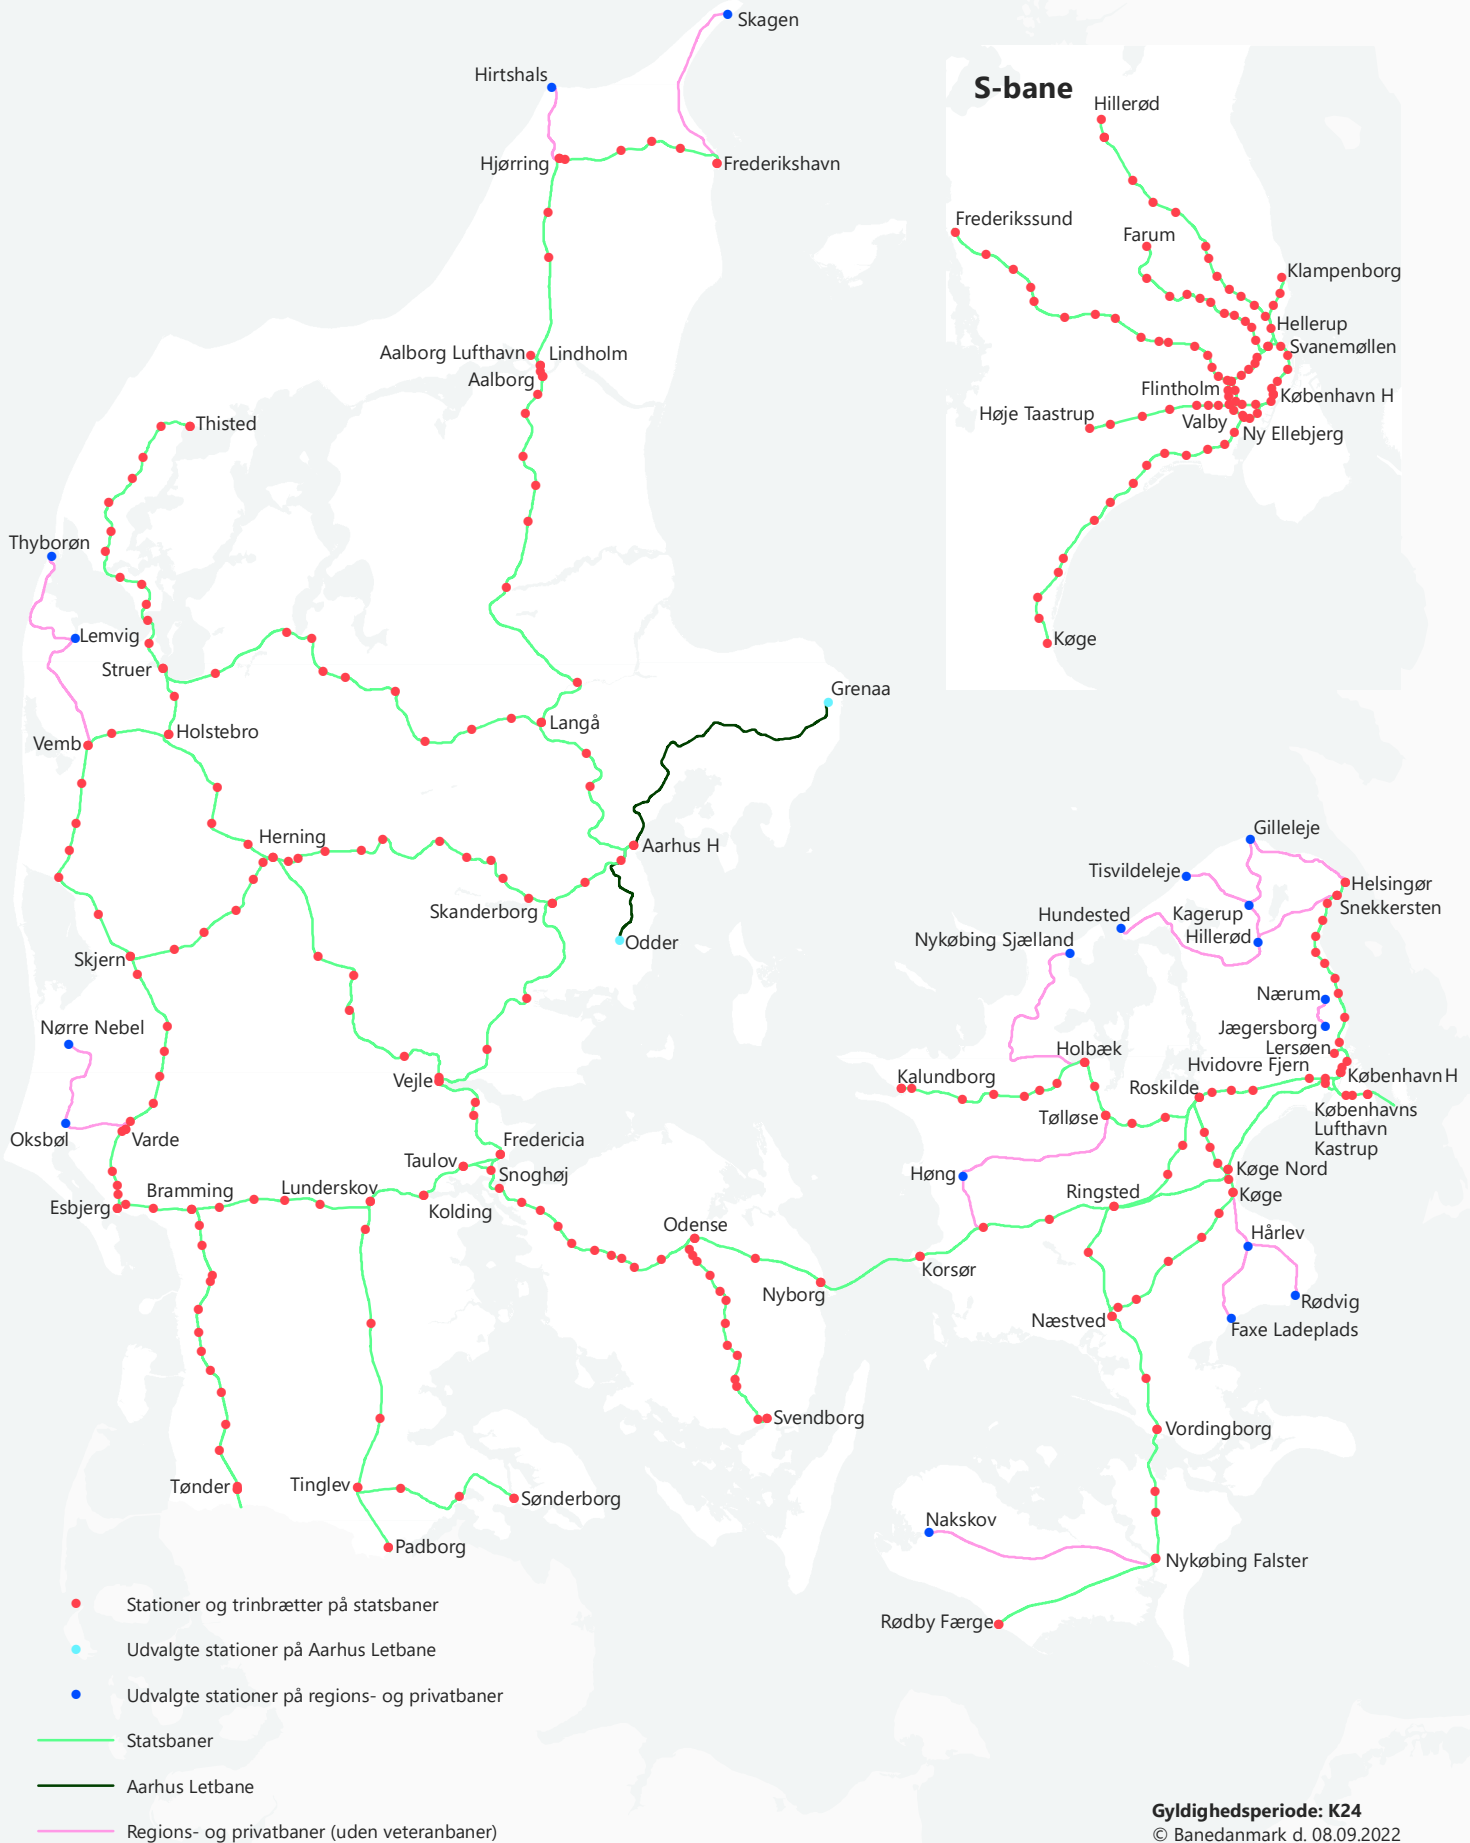 Skagen
Hirtshals
Hjørring
Frederikshavn
Aalborg Lufthavn
Lindholm
Aalborg
Thisted
Thyborøn
Lemvig
Struer
Vemb
Holstebro
Langå
Grenaa
Herning
Aarhus H
Skanderborg
Odder
Skjern
Nørre Nebel
Oksbøl
Varde
Vejle
Fredericia
Taulov
Snoghøj
Esbjerg
Bramming
Lunderskov
Kolding
Odense
Nyborg
Svendborg
Tønder
Tinglev
Sønderborg
Padborg
S-bane
Hillerød
Frederikssund
Farum
Klampenborg
Hellerup
Svanemøllen
Flintholm
København H
Høje Taastrup
Valby
Ny Ellebjerg
Køge
Gilleleje
Tisvildeleje
Helsingør
Snekkersten
Kagerup
Hundested
Hillerød
Nykøbing Sjælland
Nærum
Jægersborg
Lersøen
Holbæk
Hvidovre Fjern
København H
Kalundborg
Roskilde
Københavns
Lufthavn
Kastrup
Tølløse
Høng
Køge Nord
Ringsted
Køge
Hårlev
Korsør
Rødvig
Næstved
Faxe Ladeplads
Vordingborg
Nakskov
Nykøbing Falster
Rødby Færge
Stationer og trinbrætter på statsbaner
Udvalgte stationer på Aarhus Letbane
Udvalgte stationer på regions- og privatbaner
Statsbaner
Aarhus Letbane
Regions- og privatbaner (uden veteranbaner)
Gyldighedsperiode: K24
© Banedanmark d. 08.09.2022